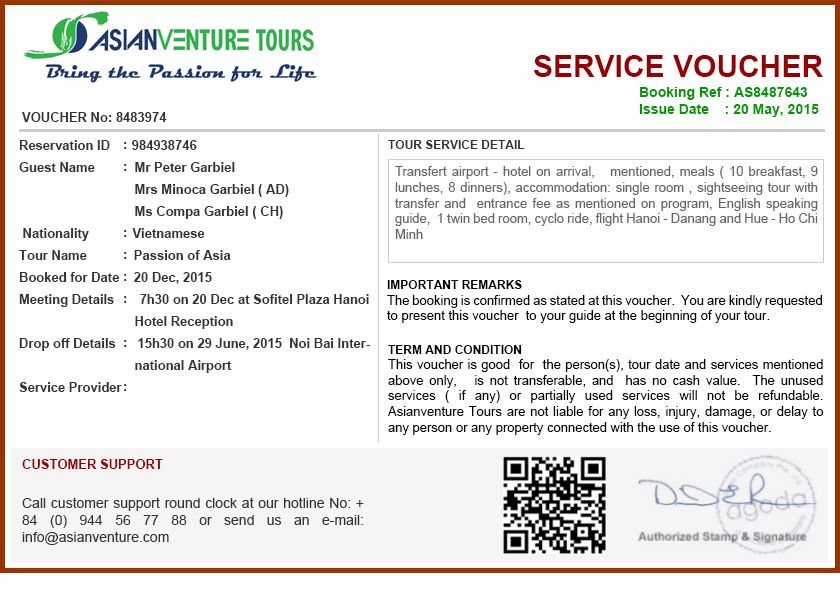 ASIANVENTURE TOURS
Bring the Passion for Life
SERVICE VOUCHER
Booking Ref : AS8487643
Issue Date : 20 May, 2015
VOUCHER No: 8483974
Reservation ID : 984938746
Guest Name : Mr Peter Garbiel
Mrs Minoca Garbiel ( AD)
Ms Compa Garbiel ( CH)
Nationality : Vietnamese
Tour Name : Passion of Asia
Booked for Date : 20 Dec, 2015
Meeting Details : 7h30 on 20 Dec at Sofitel Plaza Hanoi
Hotel Reception
Drop off Details : 15h30 on 29 June, 2015 Noi Bai Inter-
national Airport
Service Provider :
TOUR SERVICE DETAIL
Transfert airport - hotel on arrival, mentioned, meals ( 10 breakfast, 9
lunches, 8 dinners), accommodation: single room , sightseeing tour with
transfer and entrance fee as mentioned on program, English speaking
guide, 1 twin bed room, cyclo ride, flight Hanoi - Danang and Hue - Ho Chi
Minh
IMPORTANT REMARKS
The booking is confirmed as stated at this voucher. You are kindly requested
to present this voucher to your guide at the beginning of your tour.
TERM AND CONDITION
This voucher is good for the person(s), tour date and services mentioned
above only, is not transferable, and has no cash value. The unused
services ( if any) or partially used services will not be refundable.
Asianventure Tours are not liable for any loss, injury, damage, or delay to
any person or any property connected with the use of this voucher.
CUSTOMER SUPPORT
Call customer support round clock at our hotline No: +
84 (0) 944 56 77 88 or send us an e-mail:
info@asianventure.com
agoda
Authorized Stamp & Signature